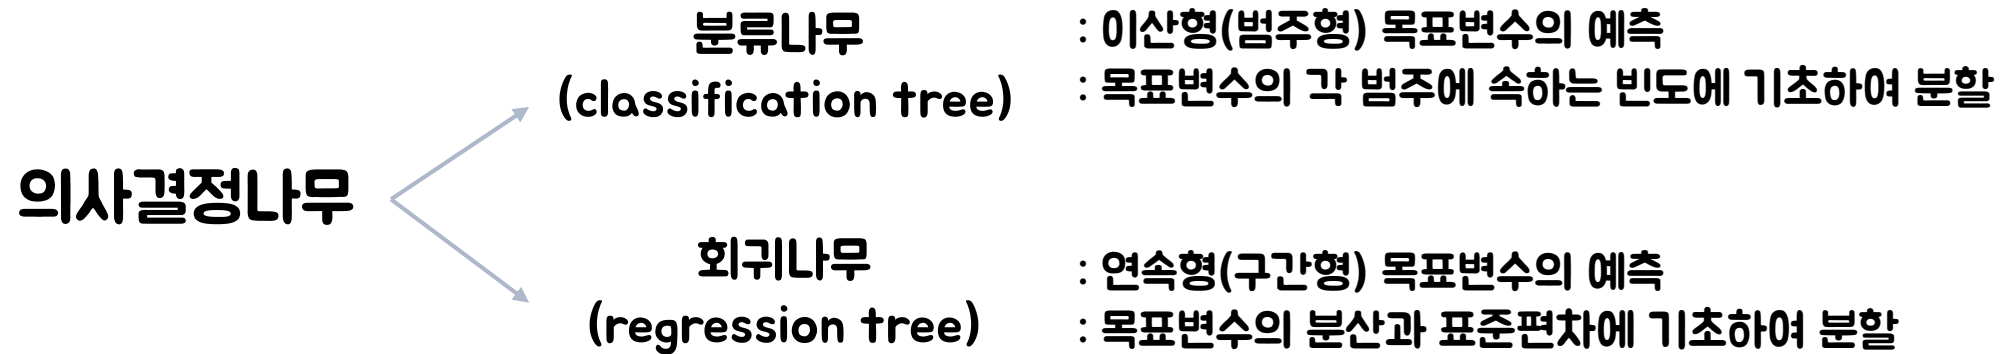 의사결정나무
분류나무
(classification tree)
: 이산형(범주형) 목표변수의 예측
: 목표변수의 각 범주에 속하는 빈도에 기초하여 분할
회귀나무
(regression tree)
: 연속형(구간형) 목표변수의 예측
: 목표변수의 분산과 표준편차에 기초하여 분할